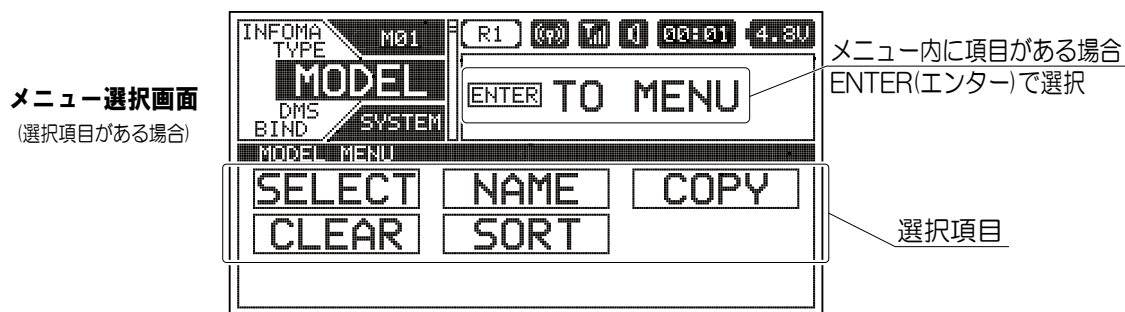 メニュー選択画面
(選択項目がある場合)
INFOMA
TYPE
M01
MODEL
DMS
BIND
SYSTEM
R1
00:01
4.8V
ENTER TO MENU
MODEL MENU
SELECT
NAME
COPY
CLEAR
SORT
メニュー内に項目がある場合
ENTER(エンター)で選択
選択項目